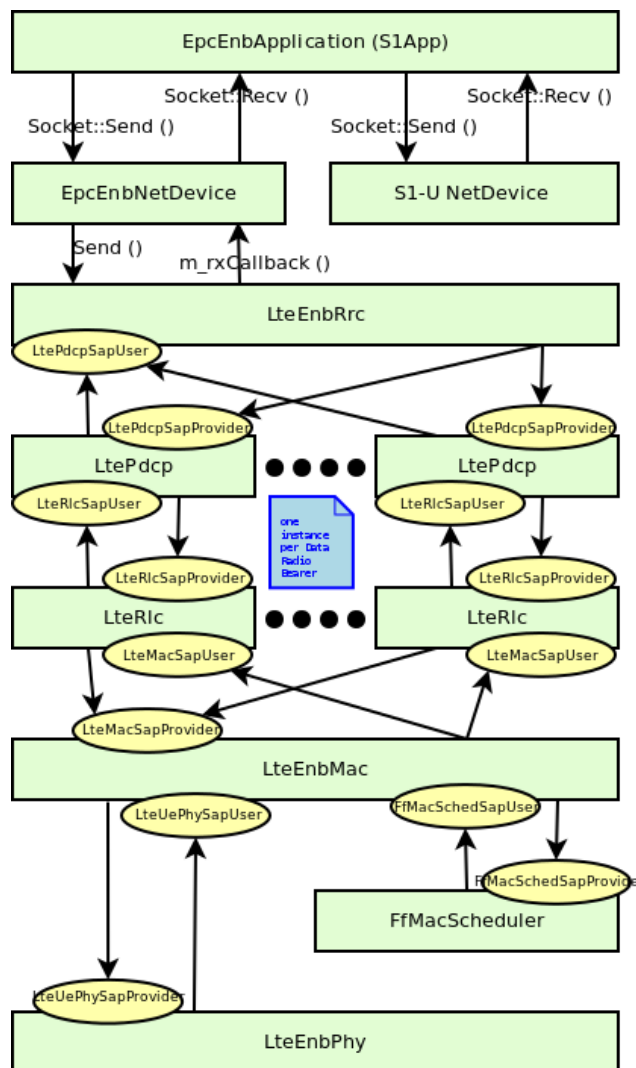 EpcEnbApplication (S1App)
Socket::Recv ()
Socket::Recv ()
Socket::Send ()
Socket::Send ()
EpcEnbNetDevice
S1-U NetDevice
Send ()
m_rxCallback ()
LteEnbRrc
LtePdcpSapUser
LtePdcpSapProvider
LtePdcpSapProvider
LtePdcp
LtePdcp
LteRlcSapUser
LteRlcSapUser
one
instance
per Data
Radio
Bearer
LteRlcSapProvider
LteRlcSapProvider
LteRlc
LteRlc
LteMacSapUser
LteMacSapUser
LteMacSapProvider
LteEnbMac
LteUePhySapUser
FfMacSchedSapUser
FfMacSchedSapProvide
FfMacScheduler
LteUePhySapProvider
LteEnbPhy